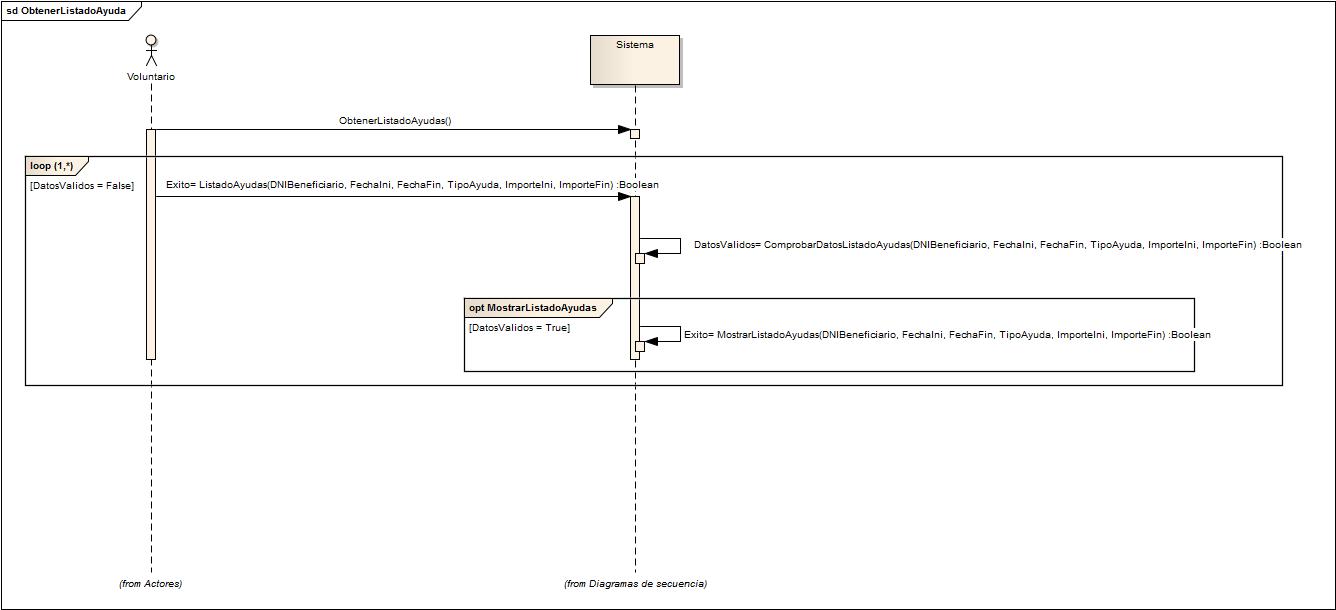 sd ObtenerListadoAyuda
Voluntario
Sistema
ObtenerListadoAyudas()
loop (1,*)
[DatosValidos = False]
Exito= ListadoAyudas(DNIBeneficiario, FechaIni, FechaFin, TipoAyuda, ImporteIni, ImporteFin) :Boolean
DatosValidos= ComprobarDatosListadoAyudas(DNIBeneficiario, FechaIni, FechaFin, TipoAyuda, ImporteIni, ImporteFin) :Boolean
opt MostrarListadoAyudas
[DatosValidos = True]
Exito= MostrarListadoAyudas(DNIBeneficiario, FechaIni, FechaFin, TipoAyuda, ImporteIni, ImporteFin) :Boolean
(from Actores)
(from Diagramas de secuencia)